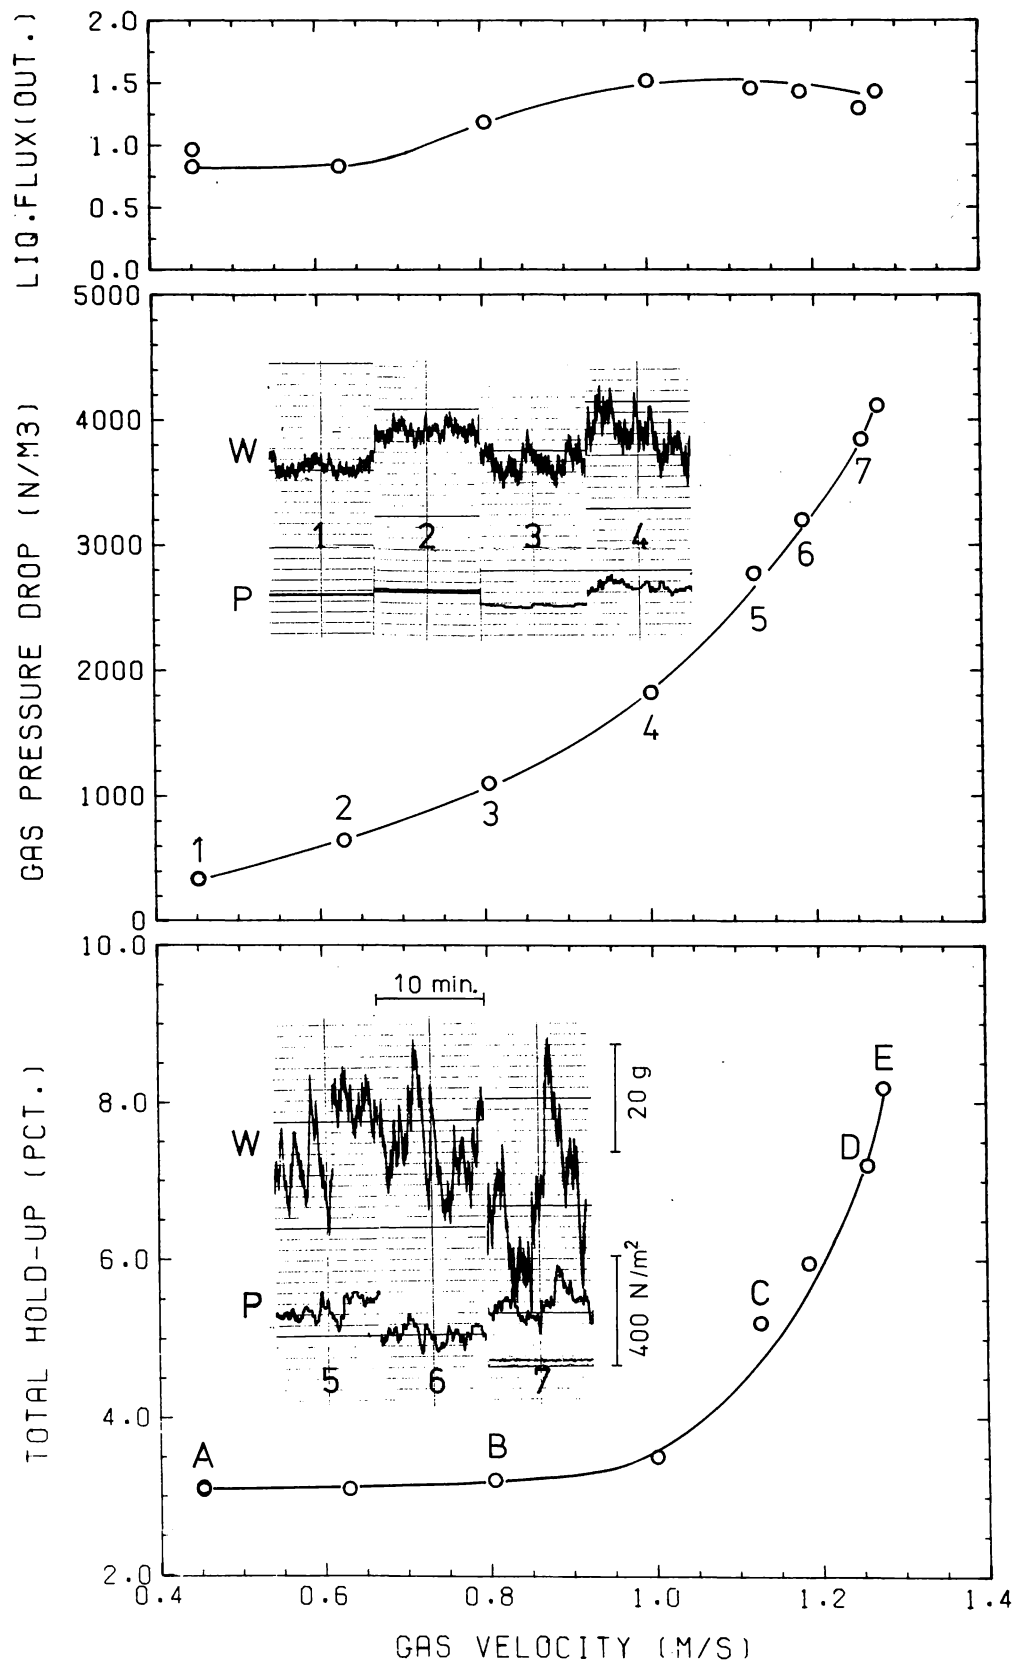 LIQ.FLUX(OUT.)
2.0
1.5
1.0
0.5
0.0
GAS PRESSURE DROP (N/M3)
5000
4000
3000
2000
1000
0
W
1 2 3 4
P
7
6
5
4
3
2
1
TOTAL HOLD-UP (PCT.)
10.0
8.0
6.0
4.0
2.0
10 min.
20 g
W
400 N/m²
P
5 6 7
E
D
C
B
A
0.4 0.6 0.8 1.0 1.2 1.4
GAS VELOCITY (M/S)